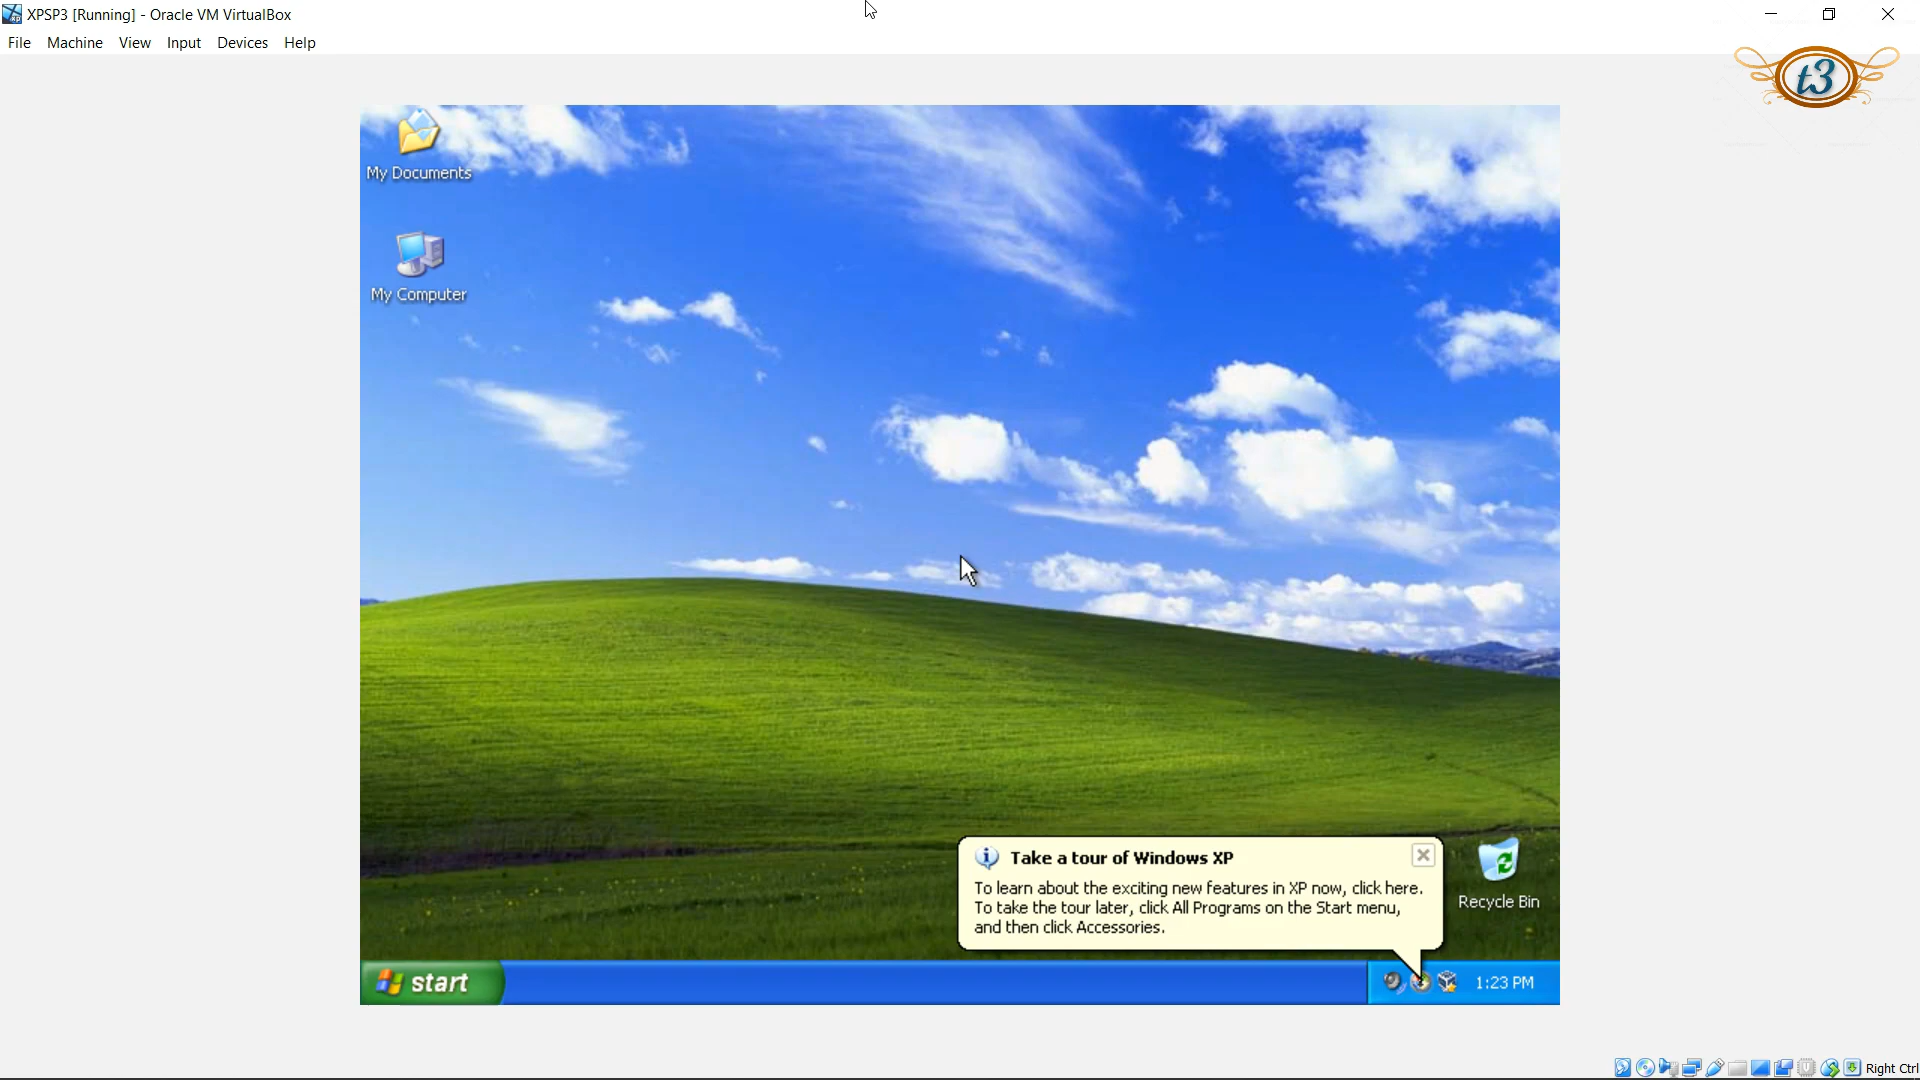 XPSP3 [Running] - Oracle VM VirtualBox
File Machine View Input Devices Help
t3
My Documents
My Computer
Take a tour of Windows XP
To learn about the exciting new features in XP now, click here.
To take the tour later, click All Programs on the Start menu,
and then click Accessories.
Recycle Bin
start
1:23 PM
Right Ctrl